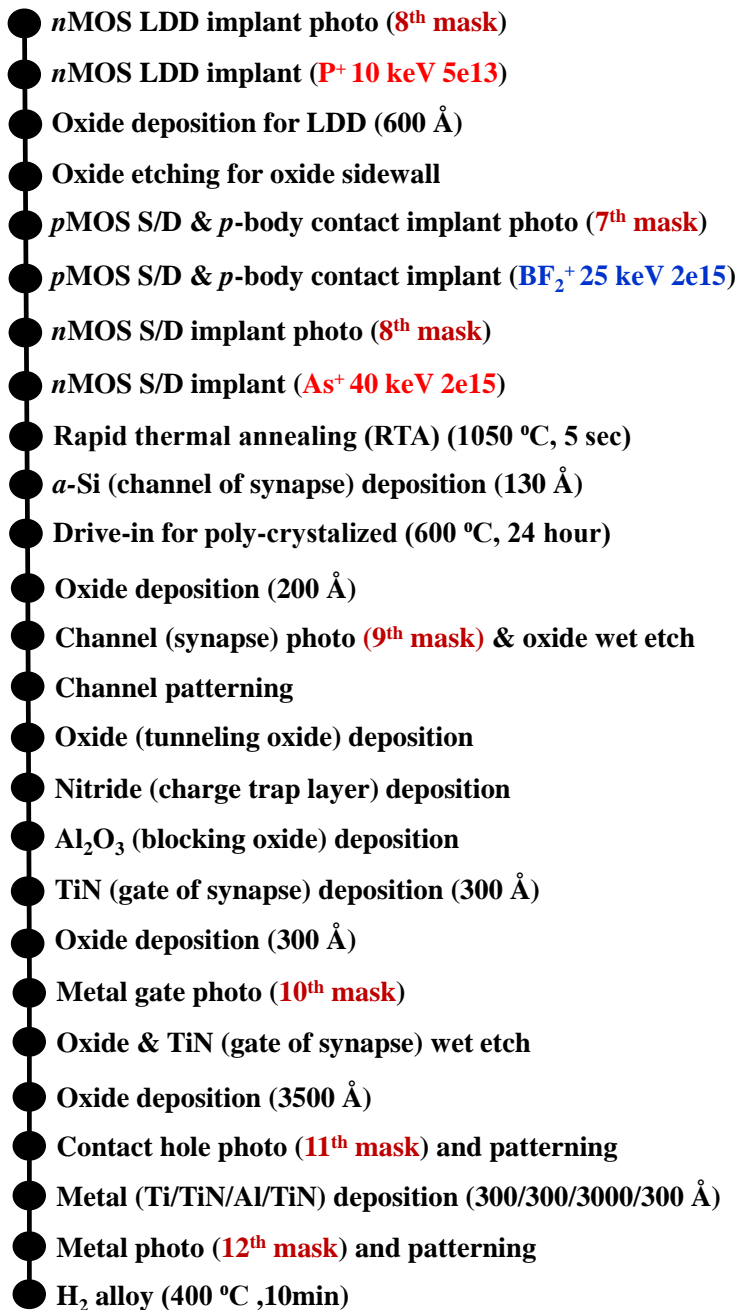 nMOS LDD implant photo (8th mask)
nMOS LDD implant (P+ 10 keV 5e13)
Oxide deposition for LDD (600 Å)
Oxide etching for oxide sidewall
pMOS S/D & p-body contact implant photo (7th mask)
pMOS S/D & p-body contact implant (BF2+ 25 keV 2e15)
nMOS S/D implant photo (8th mask)
nMOS S/D implant (As+ 40 keV 2e15)
Rapid thermal annealing (RTA) (1050 ⁰C, 5 sec)
a-Si (channel of synapse) deposition (130 Å)
Drive-in for poly-crystalized (600 ⁰C, 24 hour)
Oxide deposition (200 Å)
Channel (synapse) photo (9th mask) & oxide wet etch
Channel patterning
Oxide (tunneling oxide) deposition
Nitride (charge trap layer) deposition
Al2O3 (blocking oxide) deposition
TiN (gate of synapse) deposition (300 Å)
Oxide deposition (300 Å)
Metal gate photo (10th mask)
Oxide & TiN (gate of synapse) wet etch
Oxide deposition (3500 Å)
Contact hole photo (11th mask) and patterning
Metal (Ti/TiN/Al/TiN) deposition (300/300/3000/300 Å)
Metal photo (12th mask) and patterning
H2 alloy (400 ⁰C ,10min)